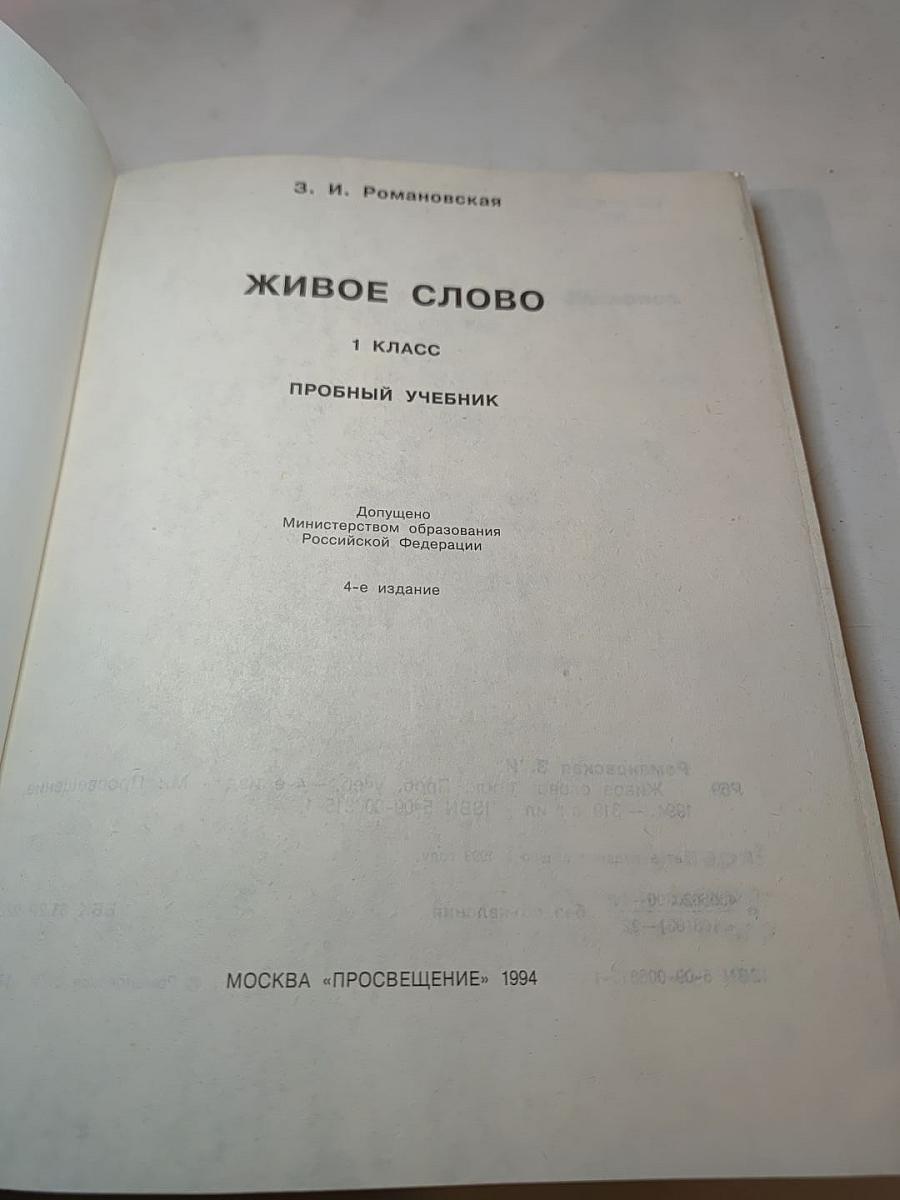 З. И. Романовская
ЖИВОЕ СЛОВО
1 КЛАСС
ПРОБНЫЙ УЧЕБНИК
Допущено
Министерством образования
Российской Федерации
4-е издание
МОСКВА «ПРОСВЕЩЕНИЕ» 1994